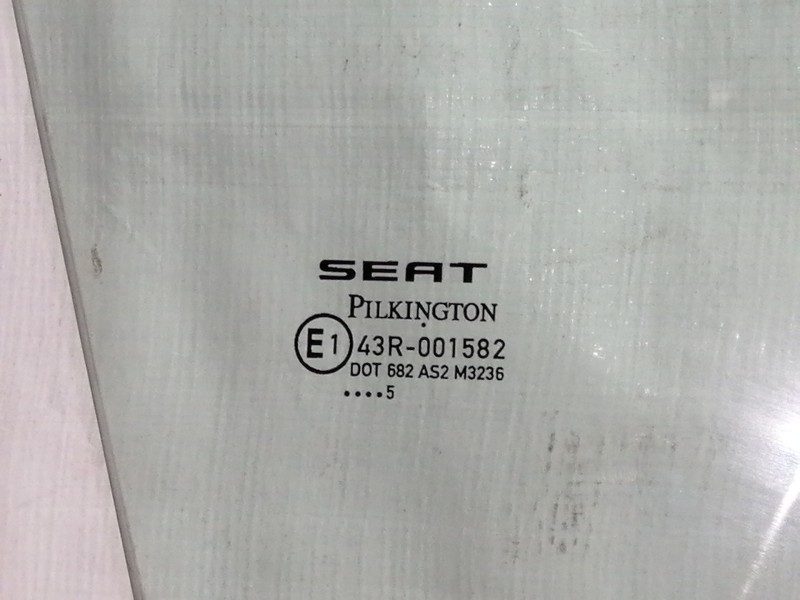 SEAT
PILKINGTON
E1 43R-001582
DOT 682 AS2 M3236
....5